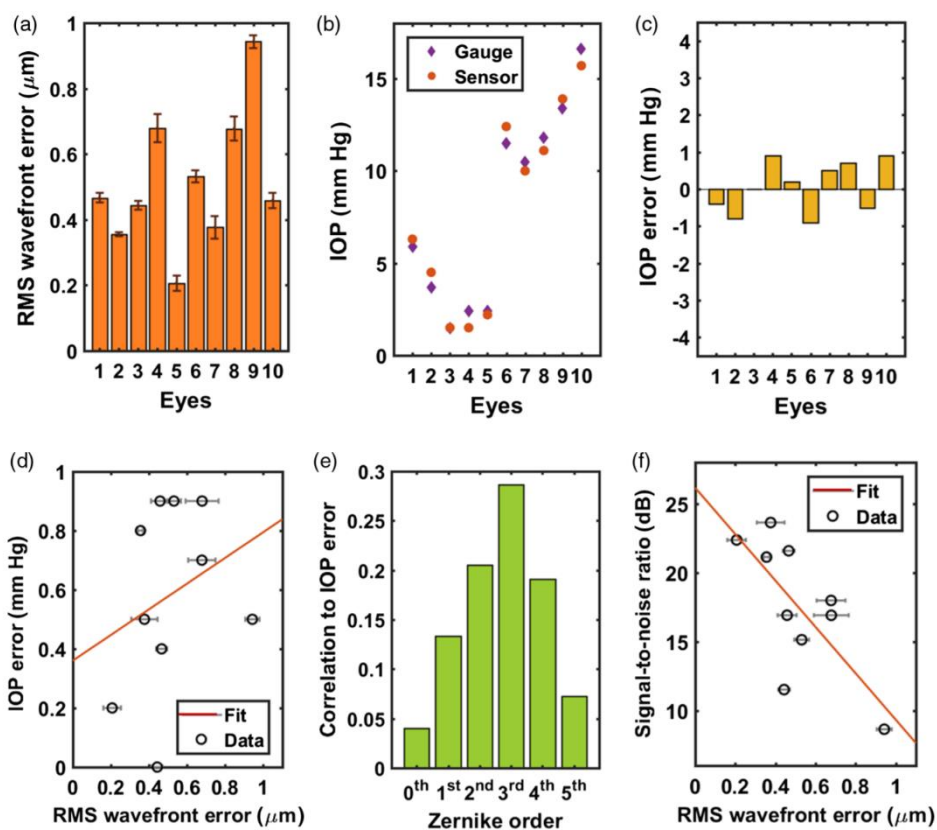 (a)
RMS wavefront error (μm)
1
0.8
0.6
0.4
0.2
0
1 2 3 4 5 6 7 8 9 10
Eyes
(b)
IOP (mm Hg)
Gauge
Sensor
15
10
5
0
1 2 3 4 5 6 7 8 9 10
Eyes
(c)
IOP error (mm Hg)
4
3
2
1
0
-1
-2
-3
-4
1 2 3 4 5 6 7 8 9 10
Eyes
(d)
IOP error (mm Hg)
1
0.8
0.6
0.4
0.2
0
Fit
Data
0 0.2 0.4 0.6 0.8 1
RMS wavefront error (μm)
(e)
Correlation to IOP error
0.3
0.25
0.2
0.15
0.1
0.05
0
0th 1st 2nd 3rd 4th 5th
Zernike order
(f)
Signal-to-noise ratio (dB)
Fit
Data
25
20
15
10
0 0.2 0.4 0.6 0.8 1
RMS wavefront error (μm)